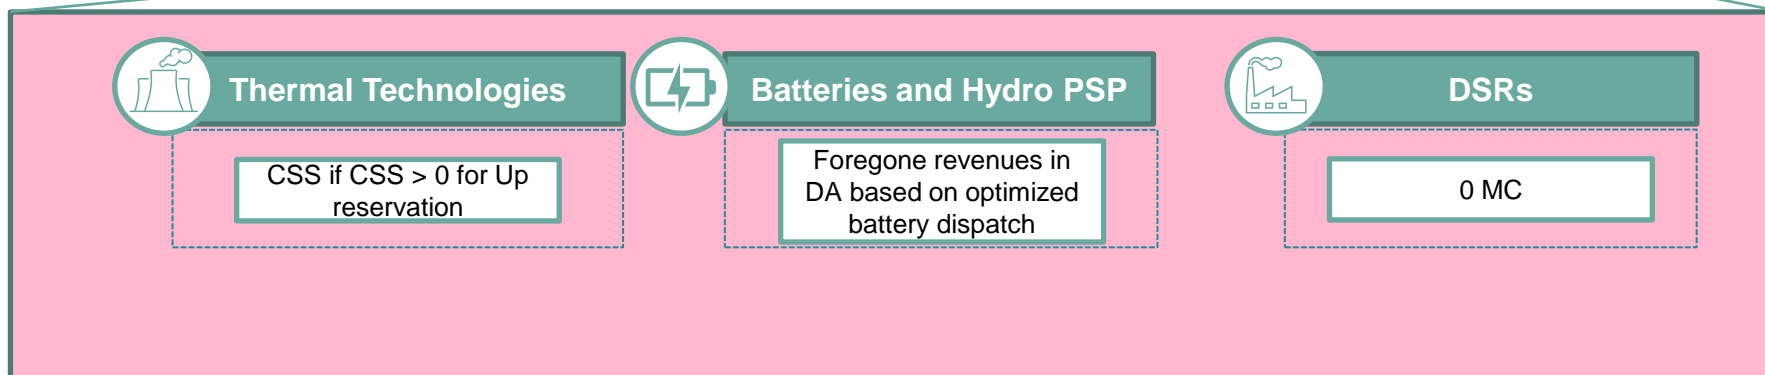 Thermal Technologies
CSS if CSS > 0 for Up
reservation
Batteries and Hydro PSP
Foregone revenues in
DA based on optimized
battery dispatch
DSRs
0 MC